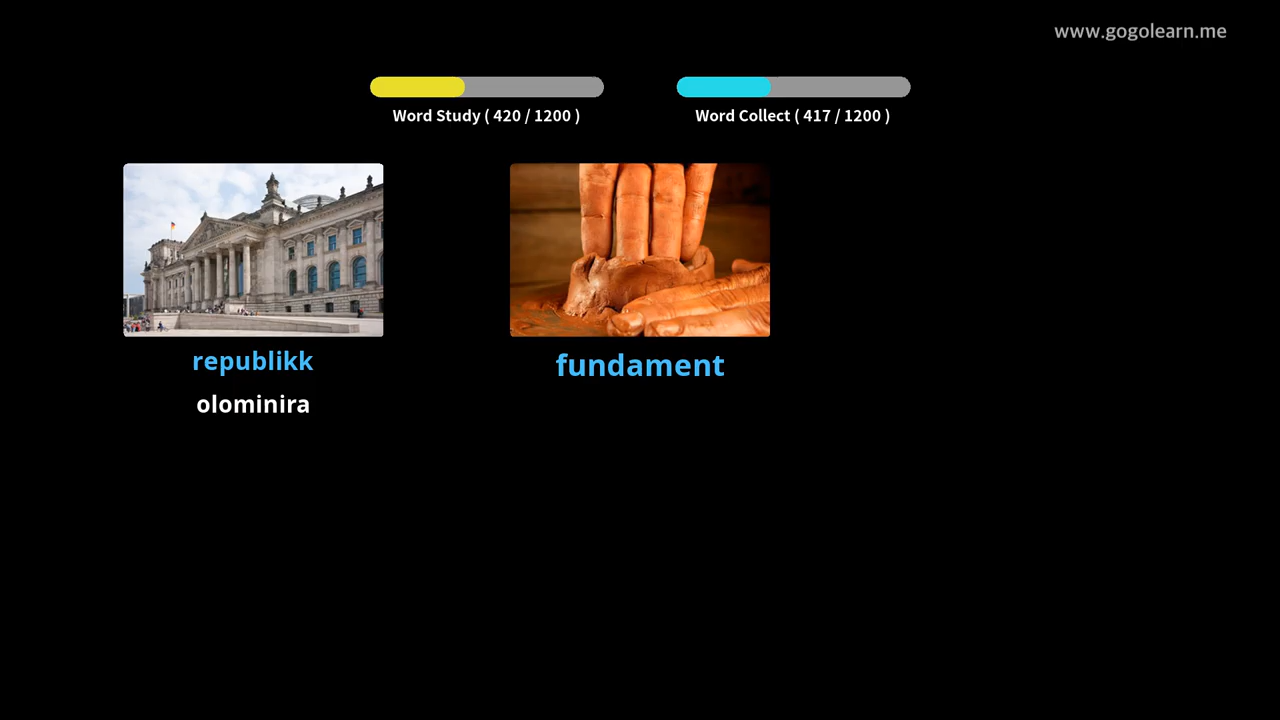 www.gogolearn.me
Word Study ( 420 / 1200 )
Word Collect ( 417 / 1200 )
republikk
olominira
fundament